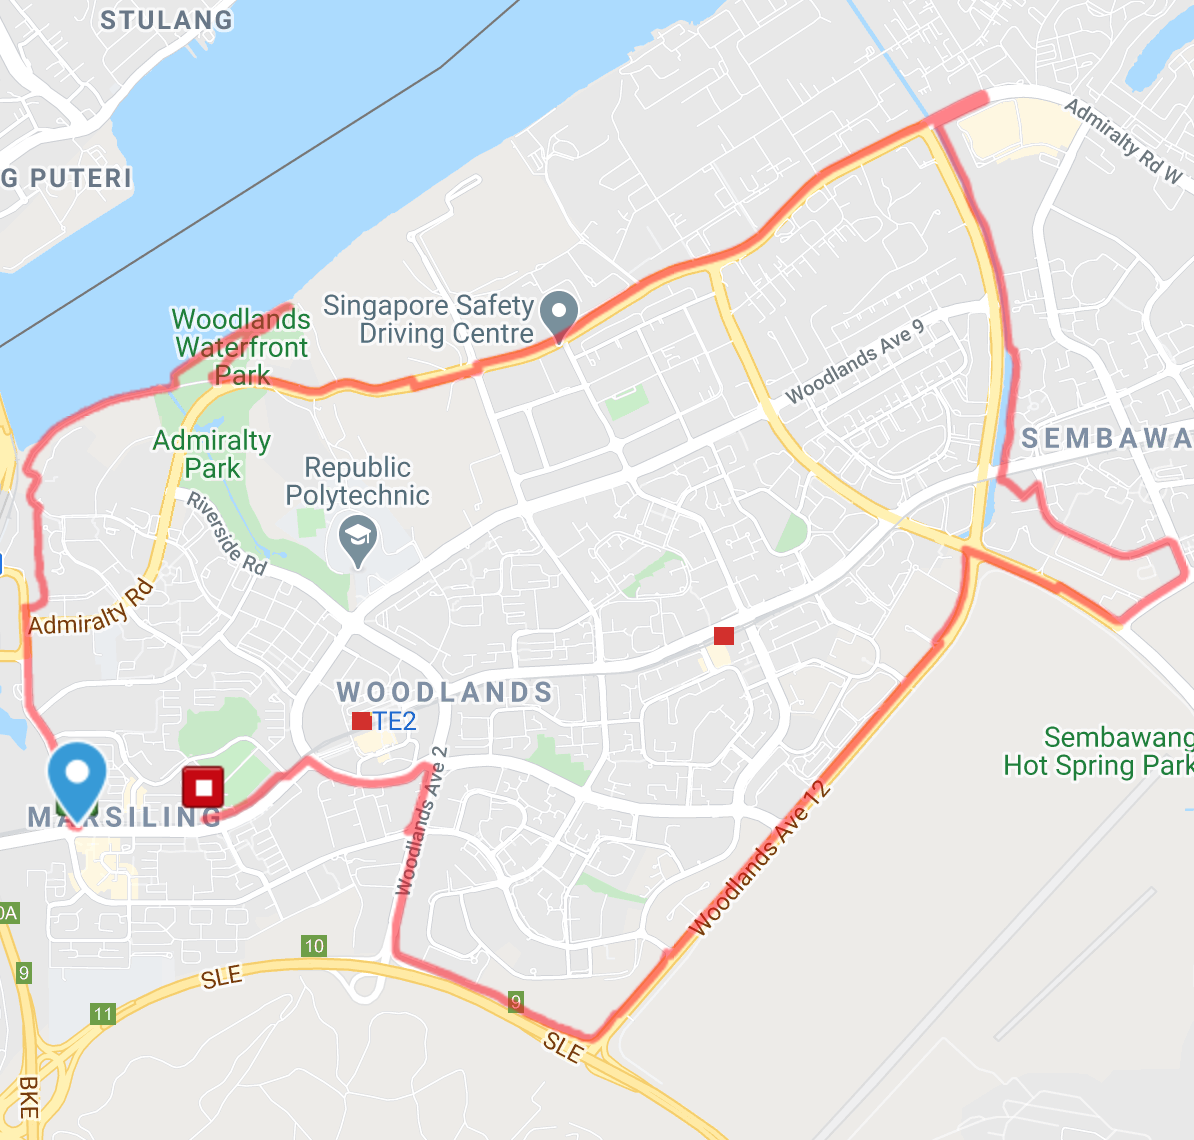 STULANG
G PUTERI
Admiralty Rd W
Woodlands
Waterfront
Park
Singapore Safety
Driving Centre
Woodlands Ave 9
SEMBAWA
Admiralty
Park
Republic
Polytechnic
Riverside Rd
Admiralty Rd
WOODLANDS
TE2
Woodlands Ave 2
Sembawang
Hot Spring Park
MARSILING
Woodlands Ave 12
0A
10
9
SLE
9
11
SLE
BKE